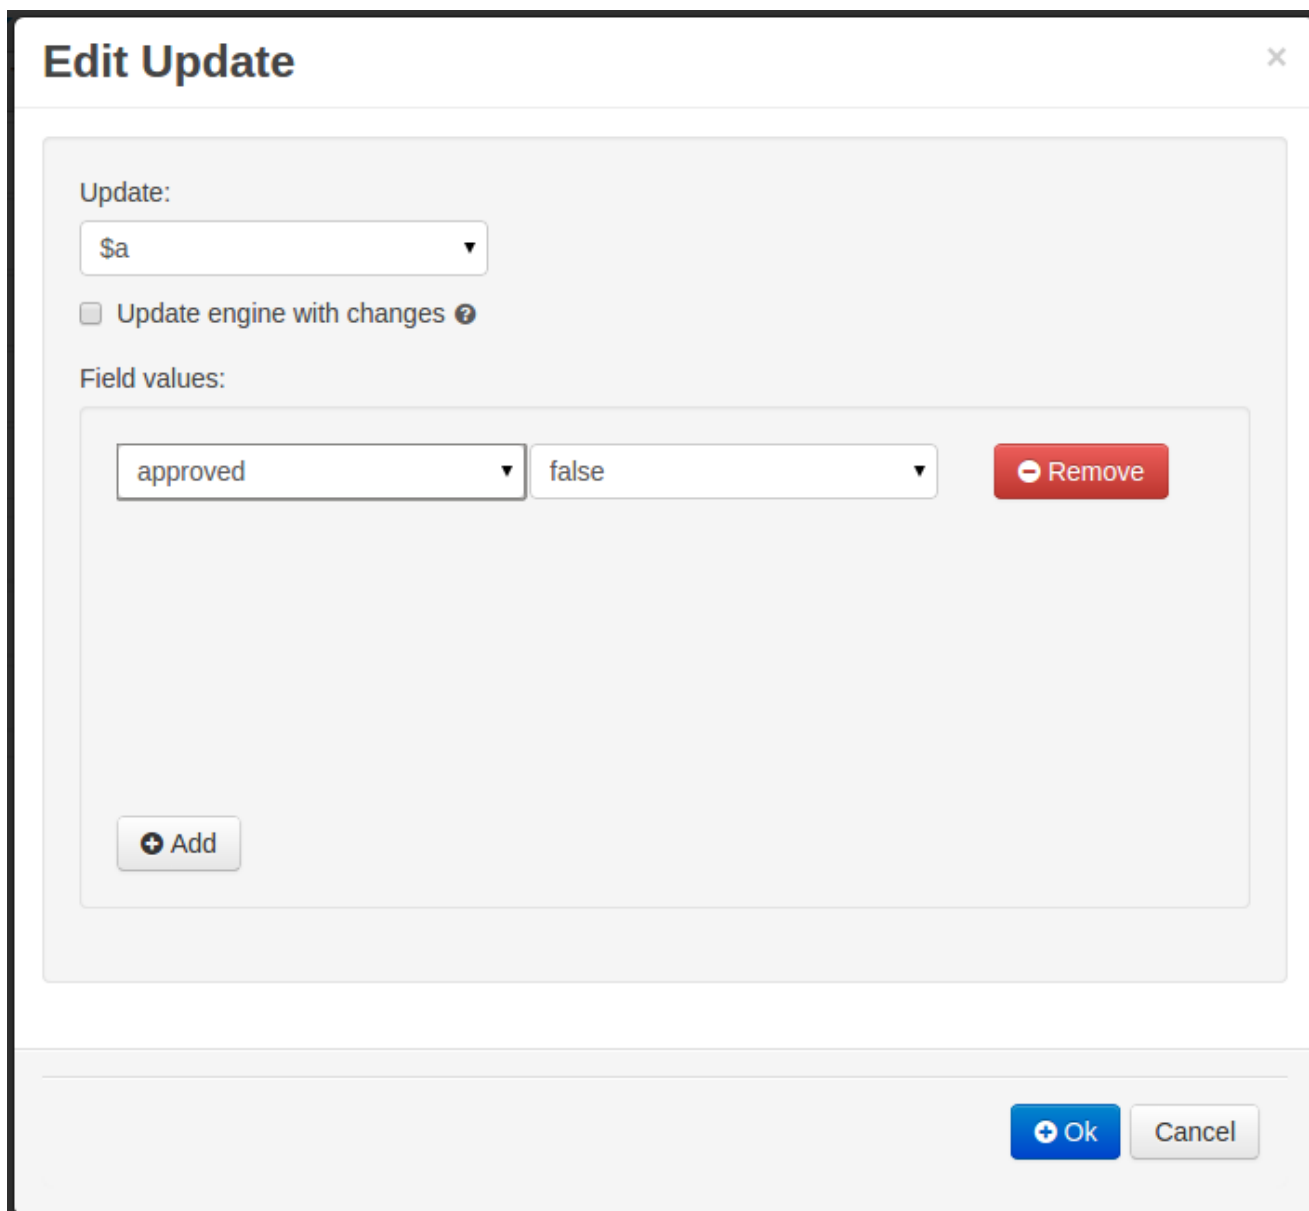 Edit Update
×
Update:
$a
Update engine with changes
Field values:
approved false Remove
Add
Ok Cancel